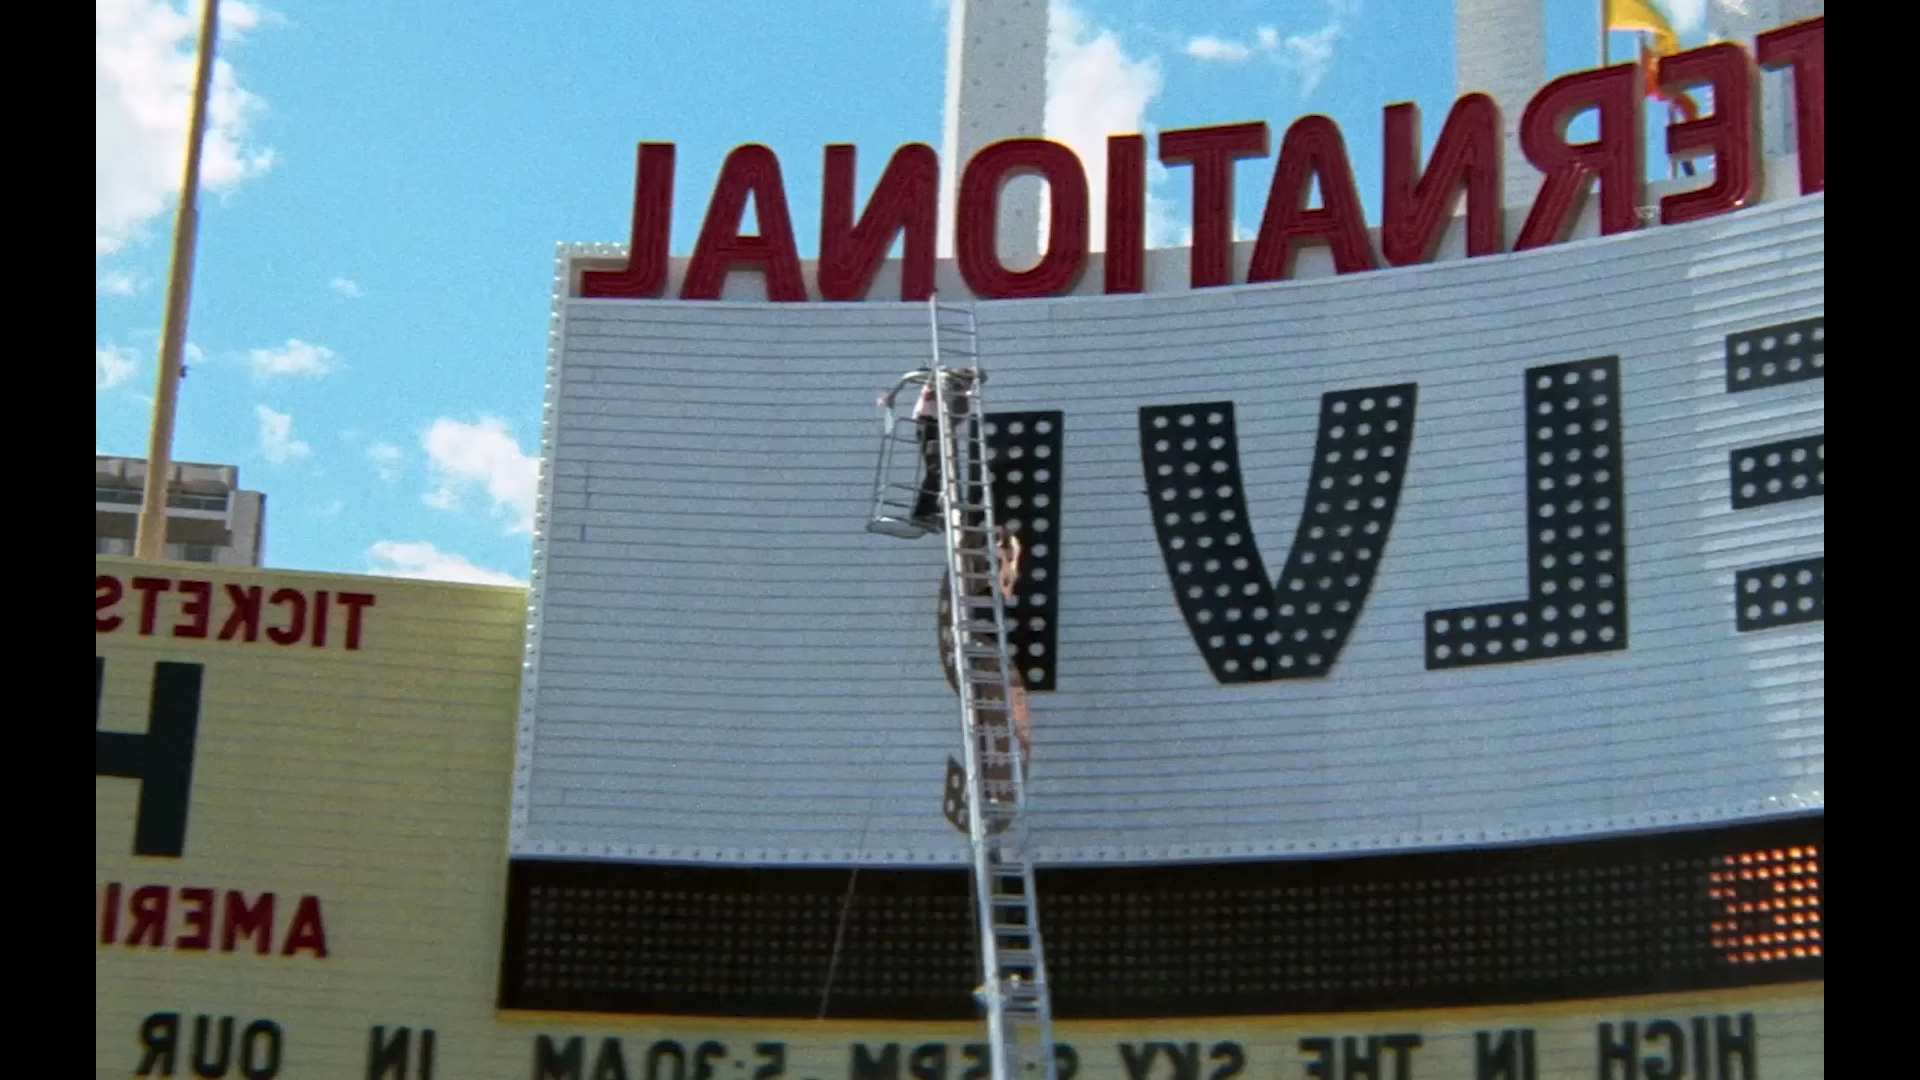 TERNATIONAL
ELVI
TICKETS
H
AMERI
HIGH IN THE SKY 5:30AM IN OUR